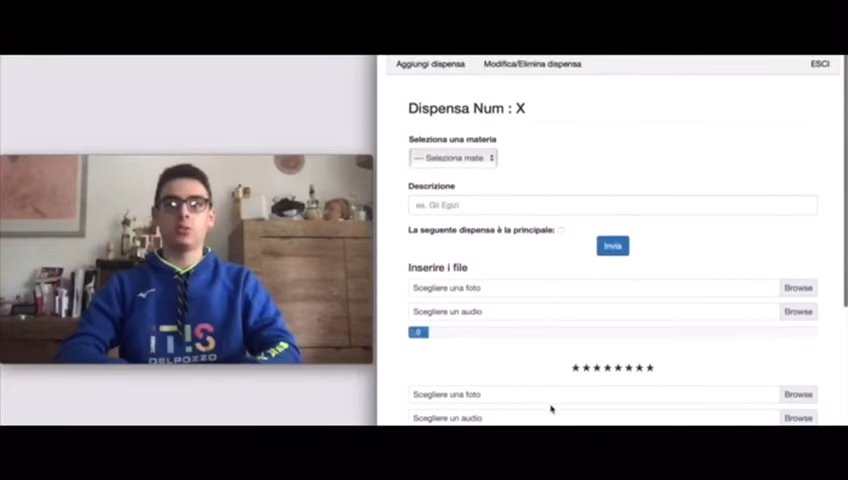 Aggiungi dispensa Modifica/Elimina dispensa ESCI
Dispensa Num : X
Seleziona una materia
--- Seleziona mate
Descrizione
es. Gli Egizi
La seguente dispensa è la principale:
Invia
Inserire i file
Scegliere una foto Browse
Scegliere un audio Browse
0
********
Scegliere una foto Browse
Scegliere un audio Browse
iT!S
DELPOZZO